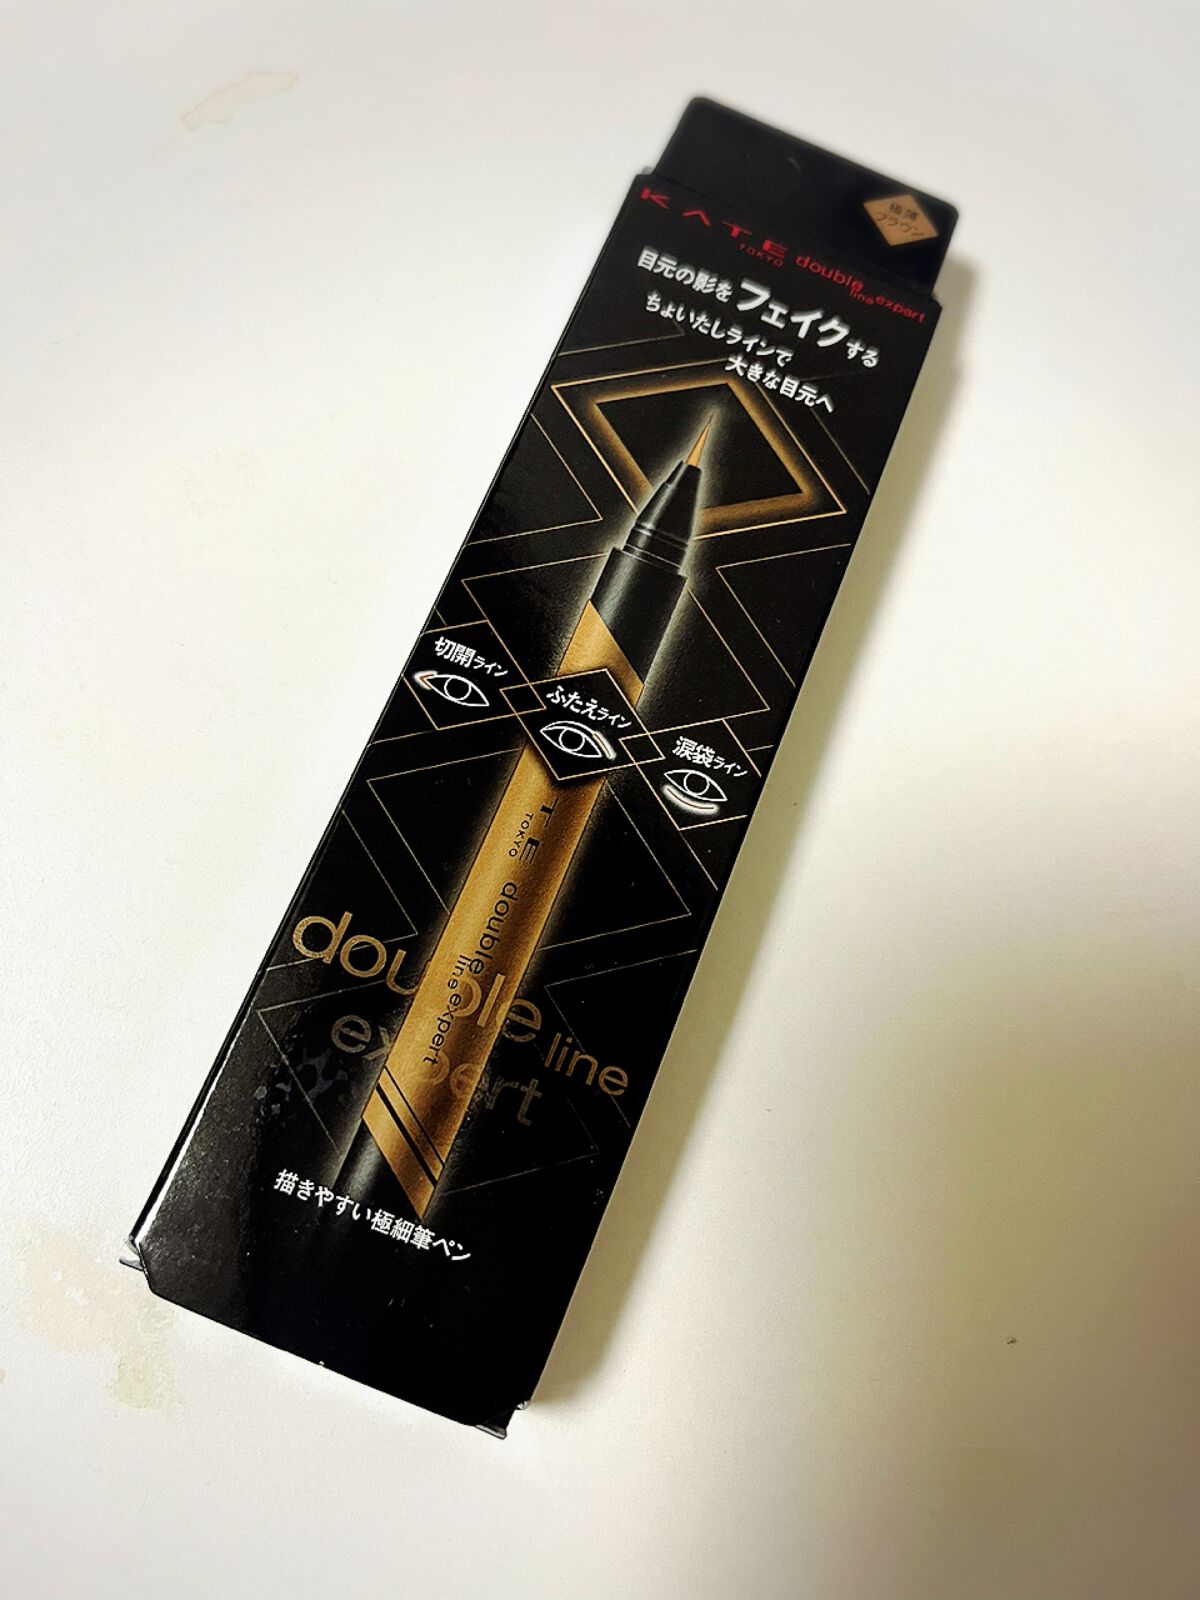 極薄
ブラウン
KATE
TOKYO
double line expert
目元の影をフェイクする
ちょいたしラインで
大きな目元へ
切開ライン
ふたえライン
涙袋ライン
TE
TOKYO
double line expert
double line
expert
描きやすい極細筆ペン